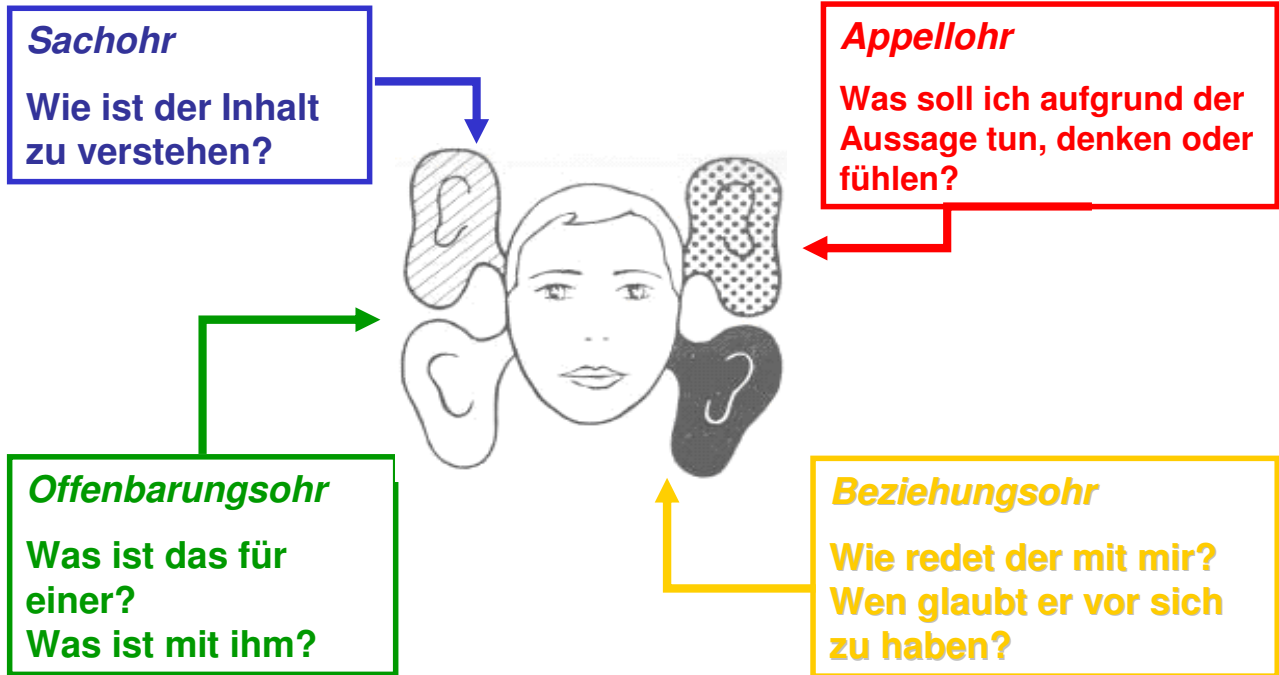 Sachohr
Wie ist der Inhalt
zu verstehen?
Appellohr
Was soll ich aufgrund der
Aussage tun, denken oder
fühlen?
Offenbarungsohr
Was ist das für
einer?
Was ist mit ihm?
Beziehungsohr
Wie redet der mit mir?
Wen glaubt er vor sich
zu haben?